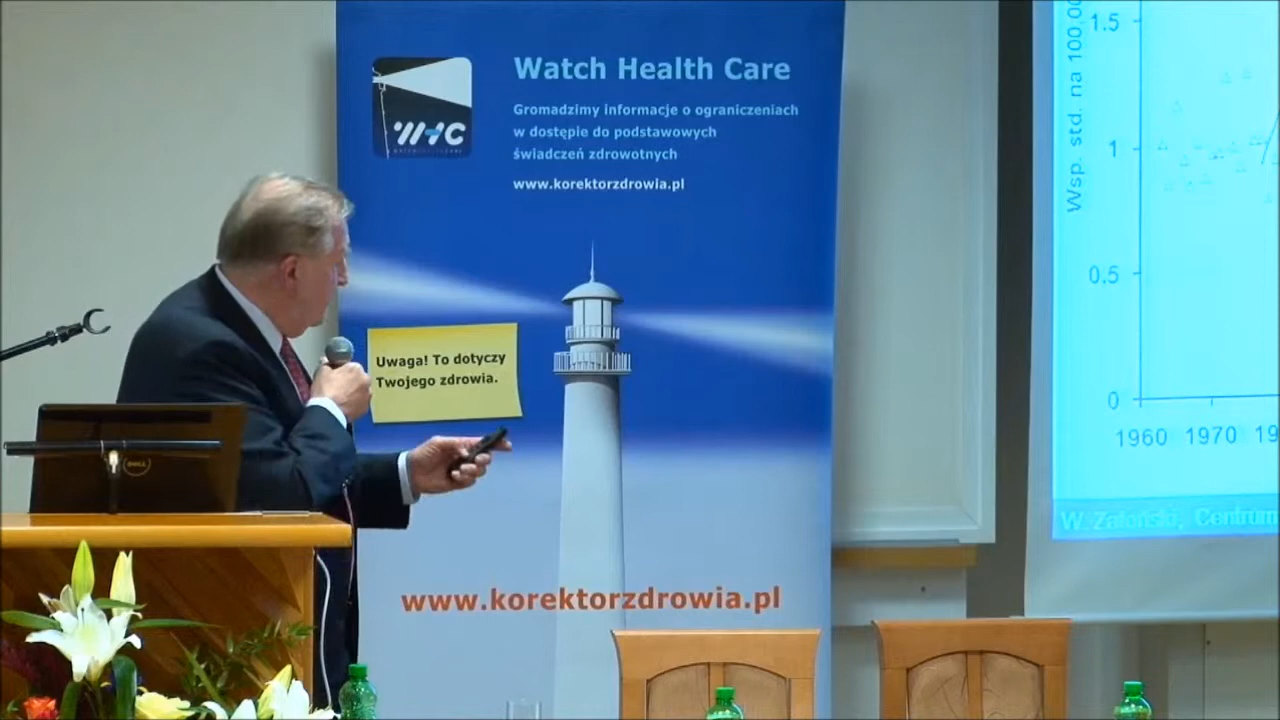 Watch Health Care
WHC
Gromadzimy informacje o ograniczeniach
w dostępie do podstawowych
świadczeń zdrowotnych
www.korektorzdrowia.pl
Uwaga! To dotyczy
Twojego zdrowia.
www.korektorzdrowia.pl
DELL
Wsp. std. na 100,00
1.5
1
0,5
0
1960 1970 19
W. Zatoński, Centrum